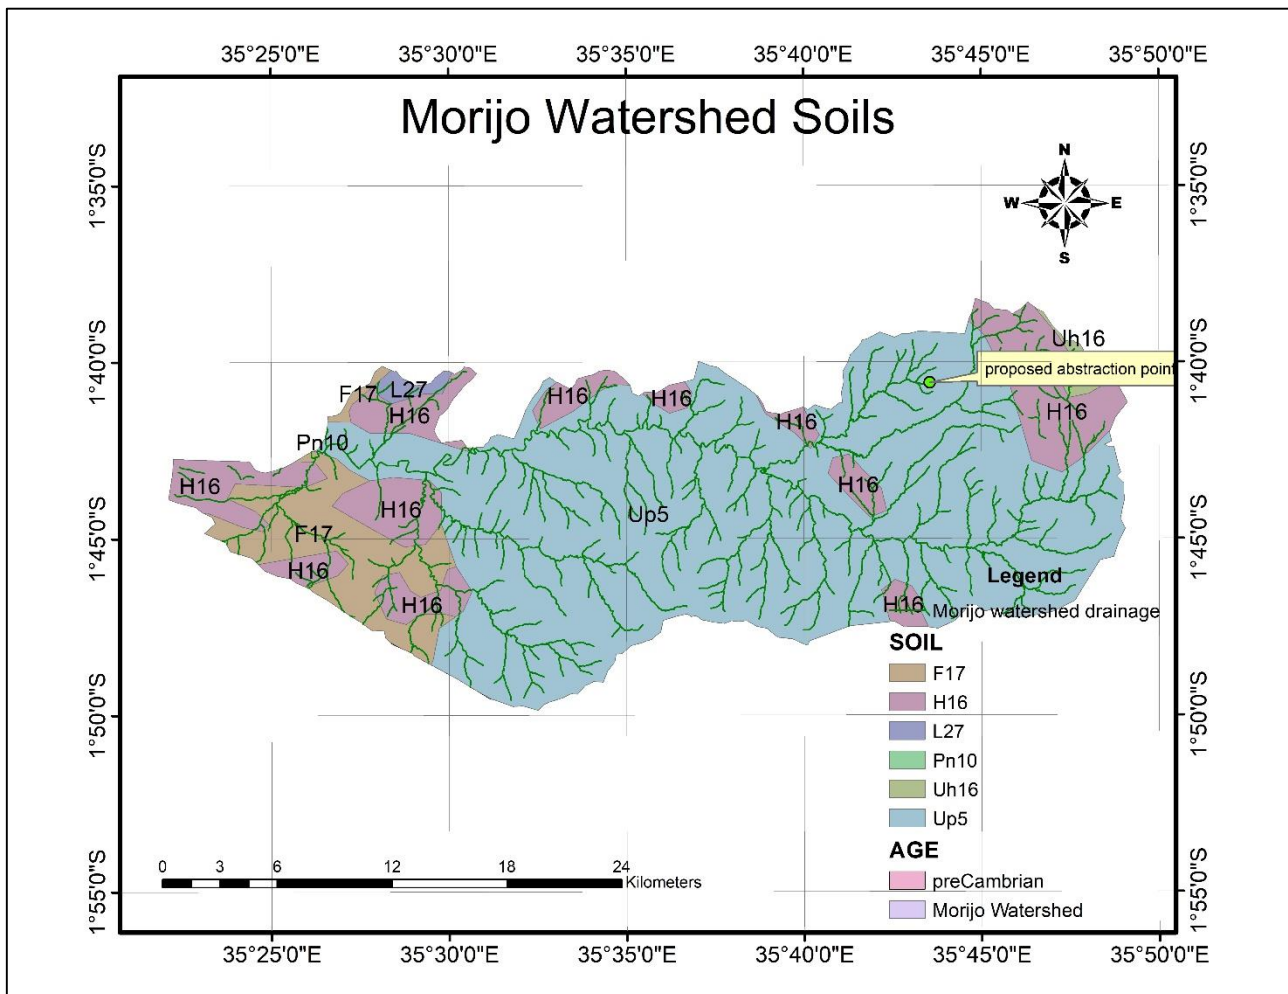 35°25'0"E 35°30'0"E 35°35'0"E 35°40'0"E 35°45'0"E 35°50'0"E
Morijo Watershed Soils
N
W E
S
1°35'0"S 1°35'0"S
Uh16
1°40'0"S 1°40'0"S
proposed abstraction point
F17 L27 H16 H16
H16 H16 H16
Pn10
H16 H16
H16 Up5
F17
1°45'0"S 1°45'0"S
H16
H16 H16
Legend
Morijo watershed drainage
SOIL
F17
H16
L27
Pn10
Uh16
Up5
1°50'0"S 1°50'0"S
AGE
preCambrian
Morijo Watershed
0 3 6 12 18 24
Kilometers
1°55'0"S 1°55'0"S
35°25'0"E 35°30'0"E 35°35'0"E 35°40'0"E 35°45'0"E 35°50'0"E